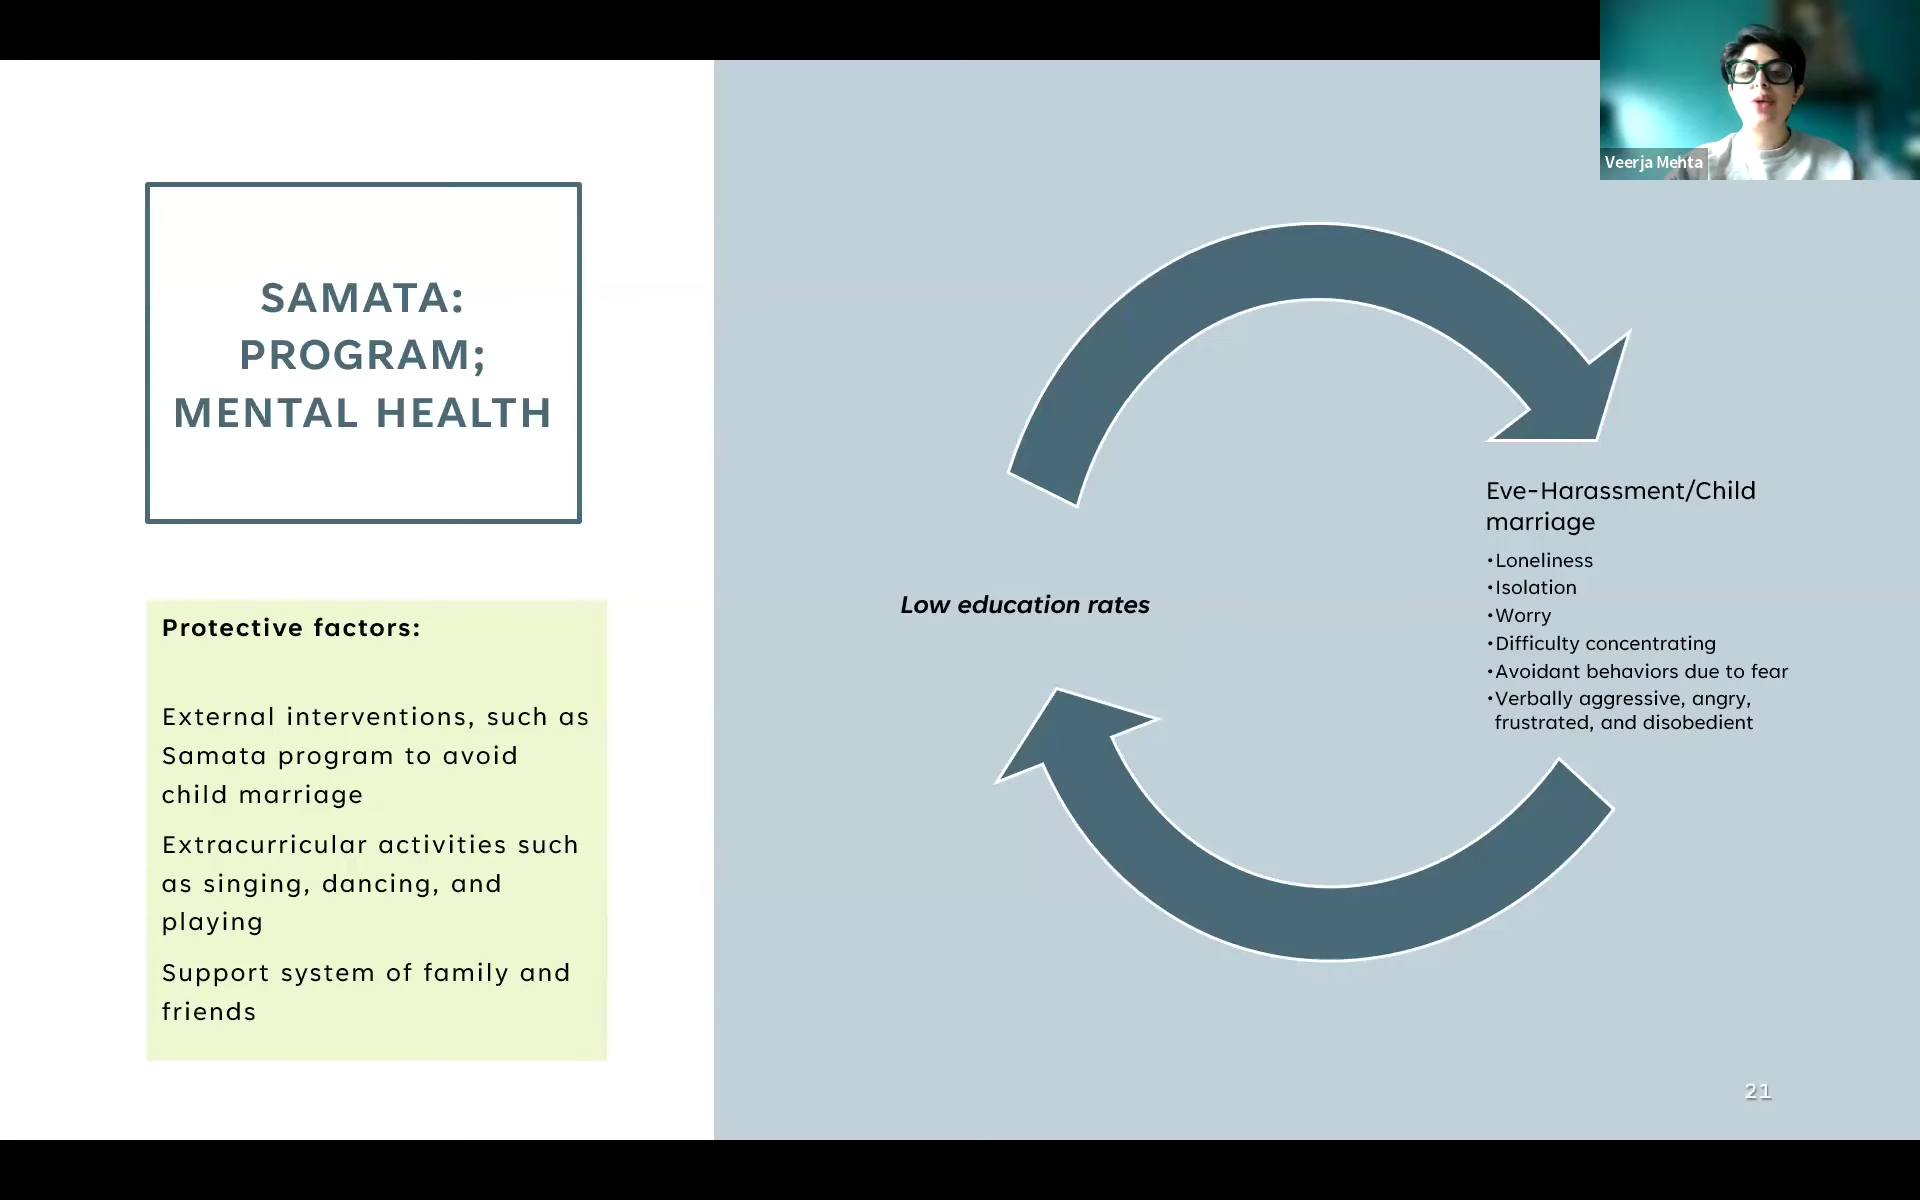 Veerja Mehta
SAMATA:
PROGRAM;
MENTAL HEALTH
Protective factors:
External interventions, such as
Samata program to avoid
child marriage
Extracurricular activities such
as singing, dancing, and
playing
Support system of family and
friends
Low education rates
Eve-Harassment/Child
marriage
•Loneliness
•Isolation
•Worry
•Difficulty concentrating
•Avoidant behaviors due to fear
•Verbally aggressive, angry,
frustrated, and disobedient
21